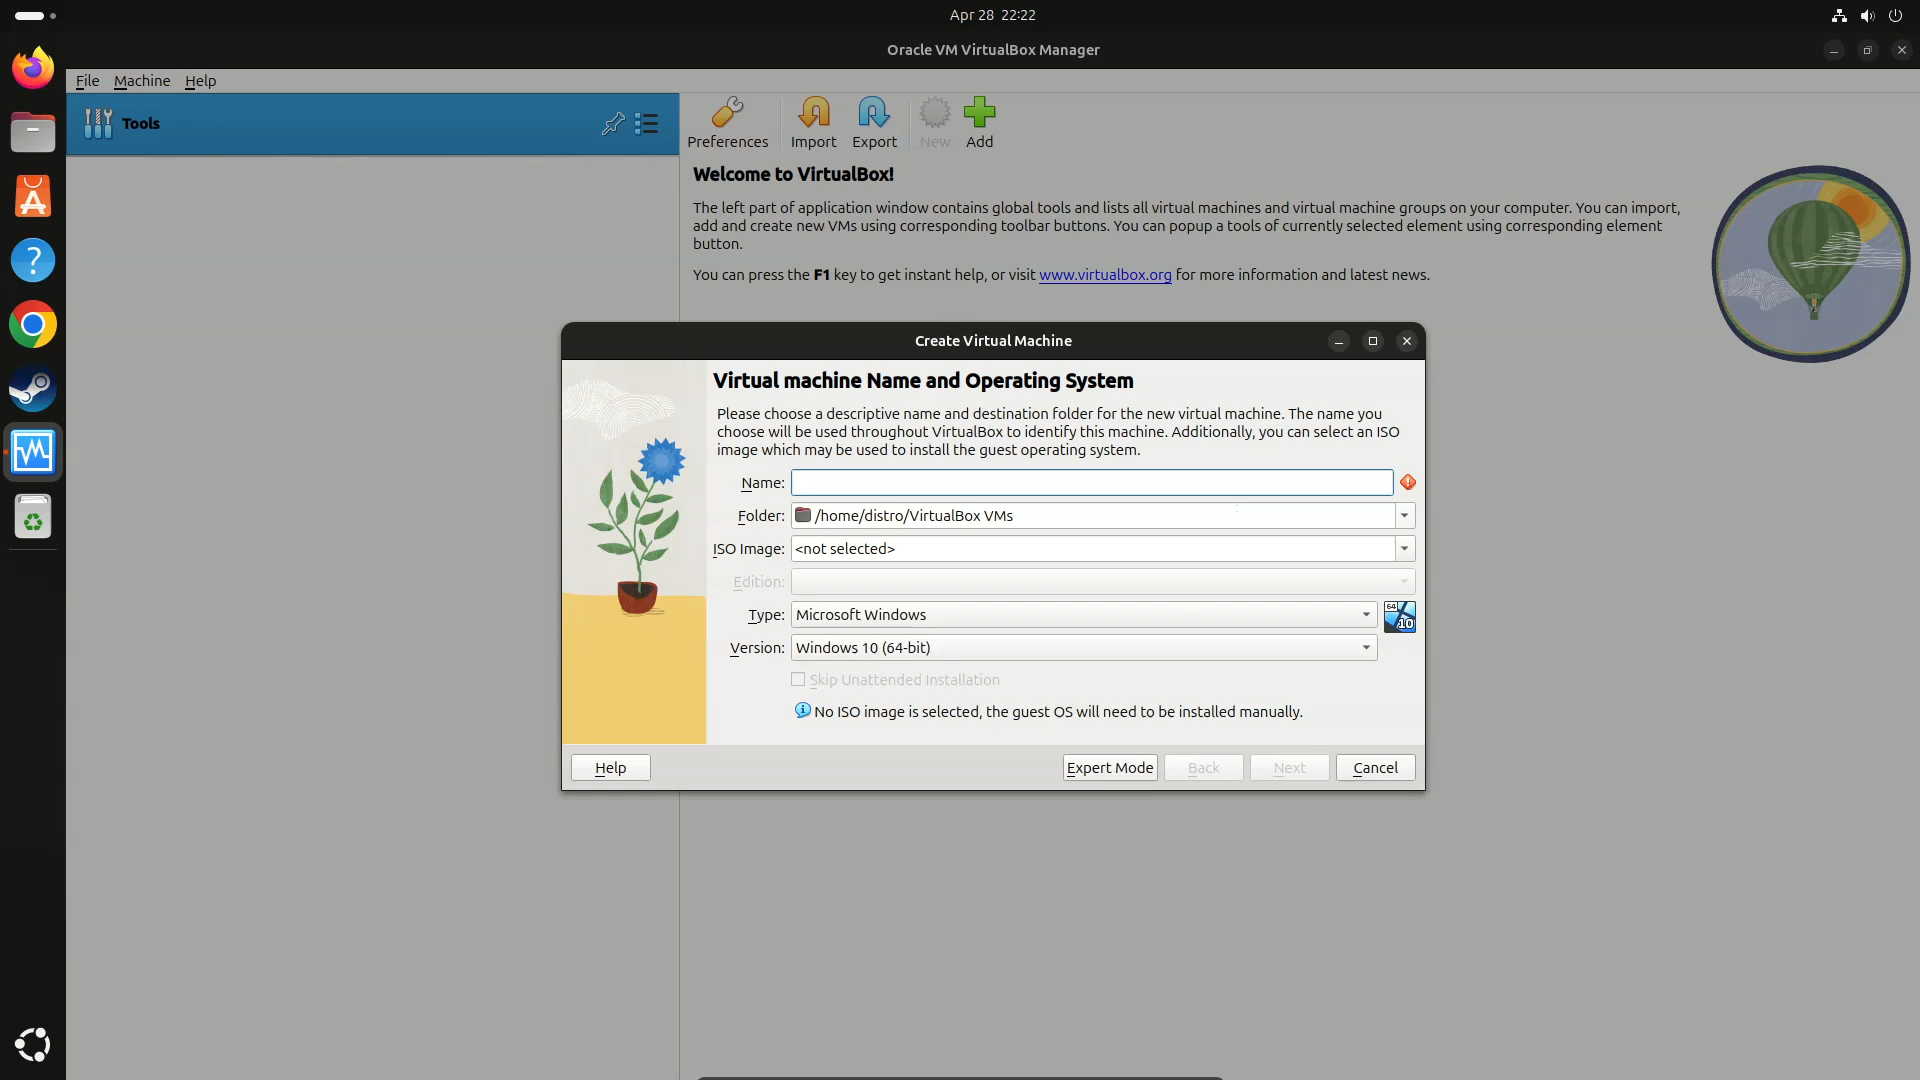 Apr 28 22:22
Oracle VM VirtualBox Manager
File Machine Help
Tools
Preferences Import Export New Add
Welcome to VirtualBox!
The left part of application window contains global tools and lists all virtual machines and virtual machine groups on your computer. You can import,
add and create new VMs using corresponding toolbar buttons. You can popup a tools of currently selected element using corresponding element
button.
You can press the F1 key to get instant help, or visit www.virtualbox.org for more information and latest news.
Create Virtual Machine
Virtual machine Name and Operating System
Please choose a descriptive name and destination folder for the new virtual machine. The name you
choose will be used throughout VirtualBox to identify this machine. Additionally, you can select an ISO
image which may be used to install the guest operating system.
Name:
Folder: /home/distro/VirtualBox VMs
ISO Image: <not selected>
Edition:
Type: Microsoft Windows
64
10
Version: Windows 10 (64-bit)
Skip Unattended Installation
No ISO image is selected, the guest OS will need to be installed manually.
Help Expert Mode Back Next Cancel